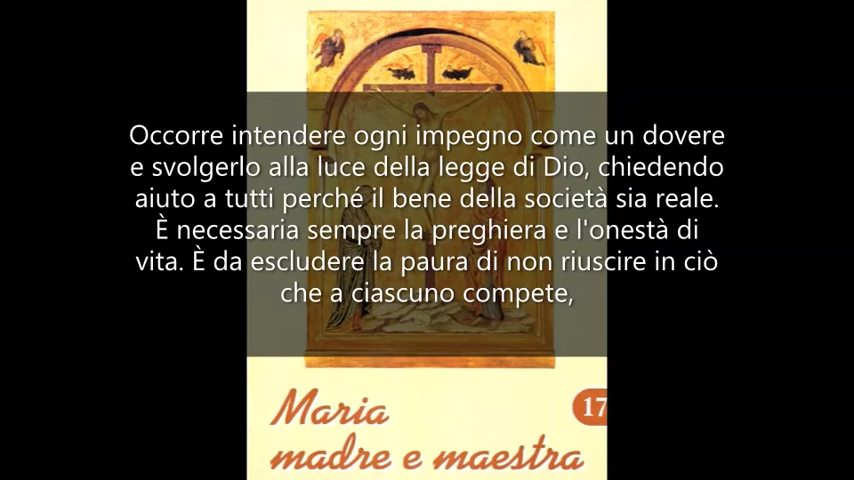 Occorre intendere ogni impegno come un dovere
e svolgerlo alla luce della legge di Dio, chiedendo
aiuto a tutti perché il bene della società sia reale.
È necessaria sempre la preghiera e l'onestà di
vita. È da escludere la paura di non riuscire in ciò
che a ciascuno compete,
Maria
17
madre e maestra